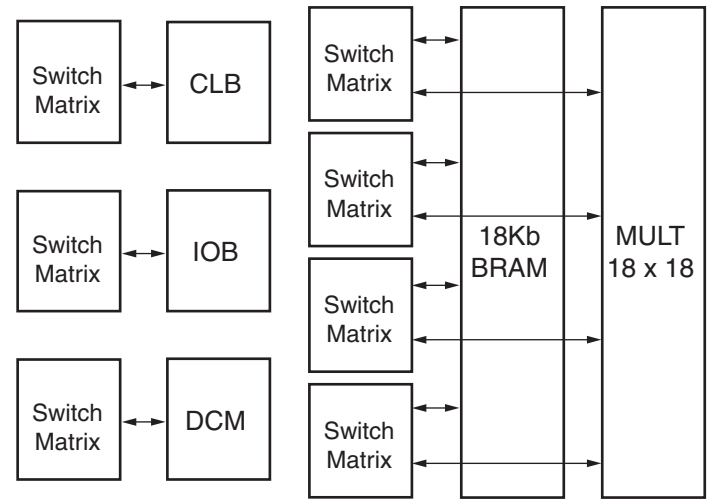 Switch
Matrix
CLB
Switch
Matrix
IOB
Switch
Matrix
DCM
Switch
Matrix
Switch
Matrix
Switch
Matrix
Switch
Matrix
18Kb
BRAM
MULT
18 x 18